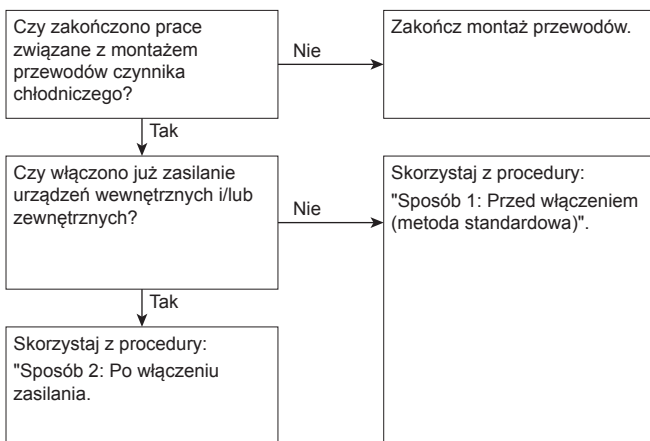 Czy zakończono prace
związane z montażem
przewodów czynnika
chłodniczego?
Nie
Zakończ montaż przewodów.
Tak
Czy włączono już zasilanie
urządzeń wewnętrznych i/lub
zewnętrznych?
Nie
Skorzystaj z procedury:
"Sposób 1: Przed włączeniem
(metoda standardowa)".
Tak
Skorzystaj z procedury:
"Sposób 2: Po włączeniu
zasilania.